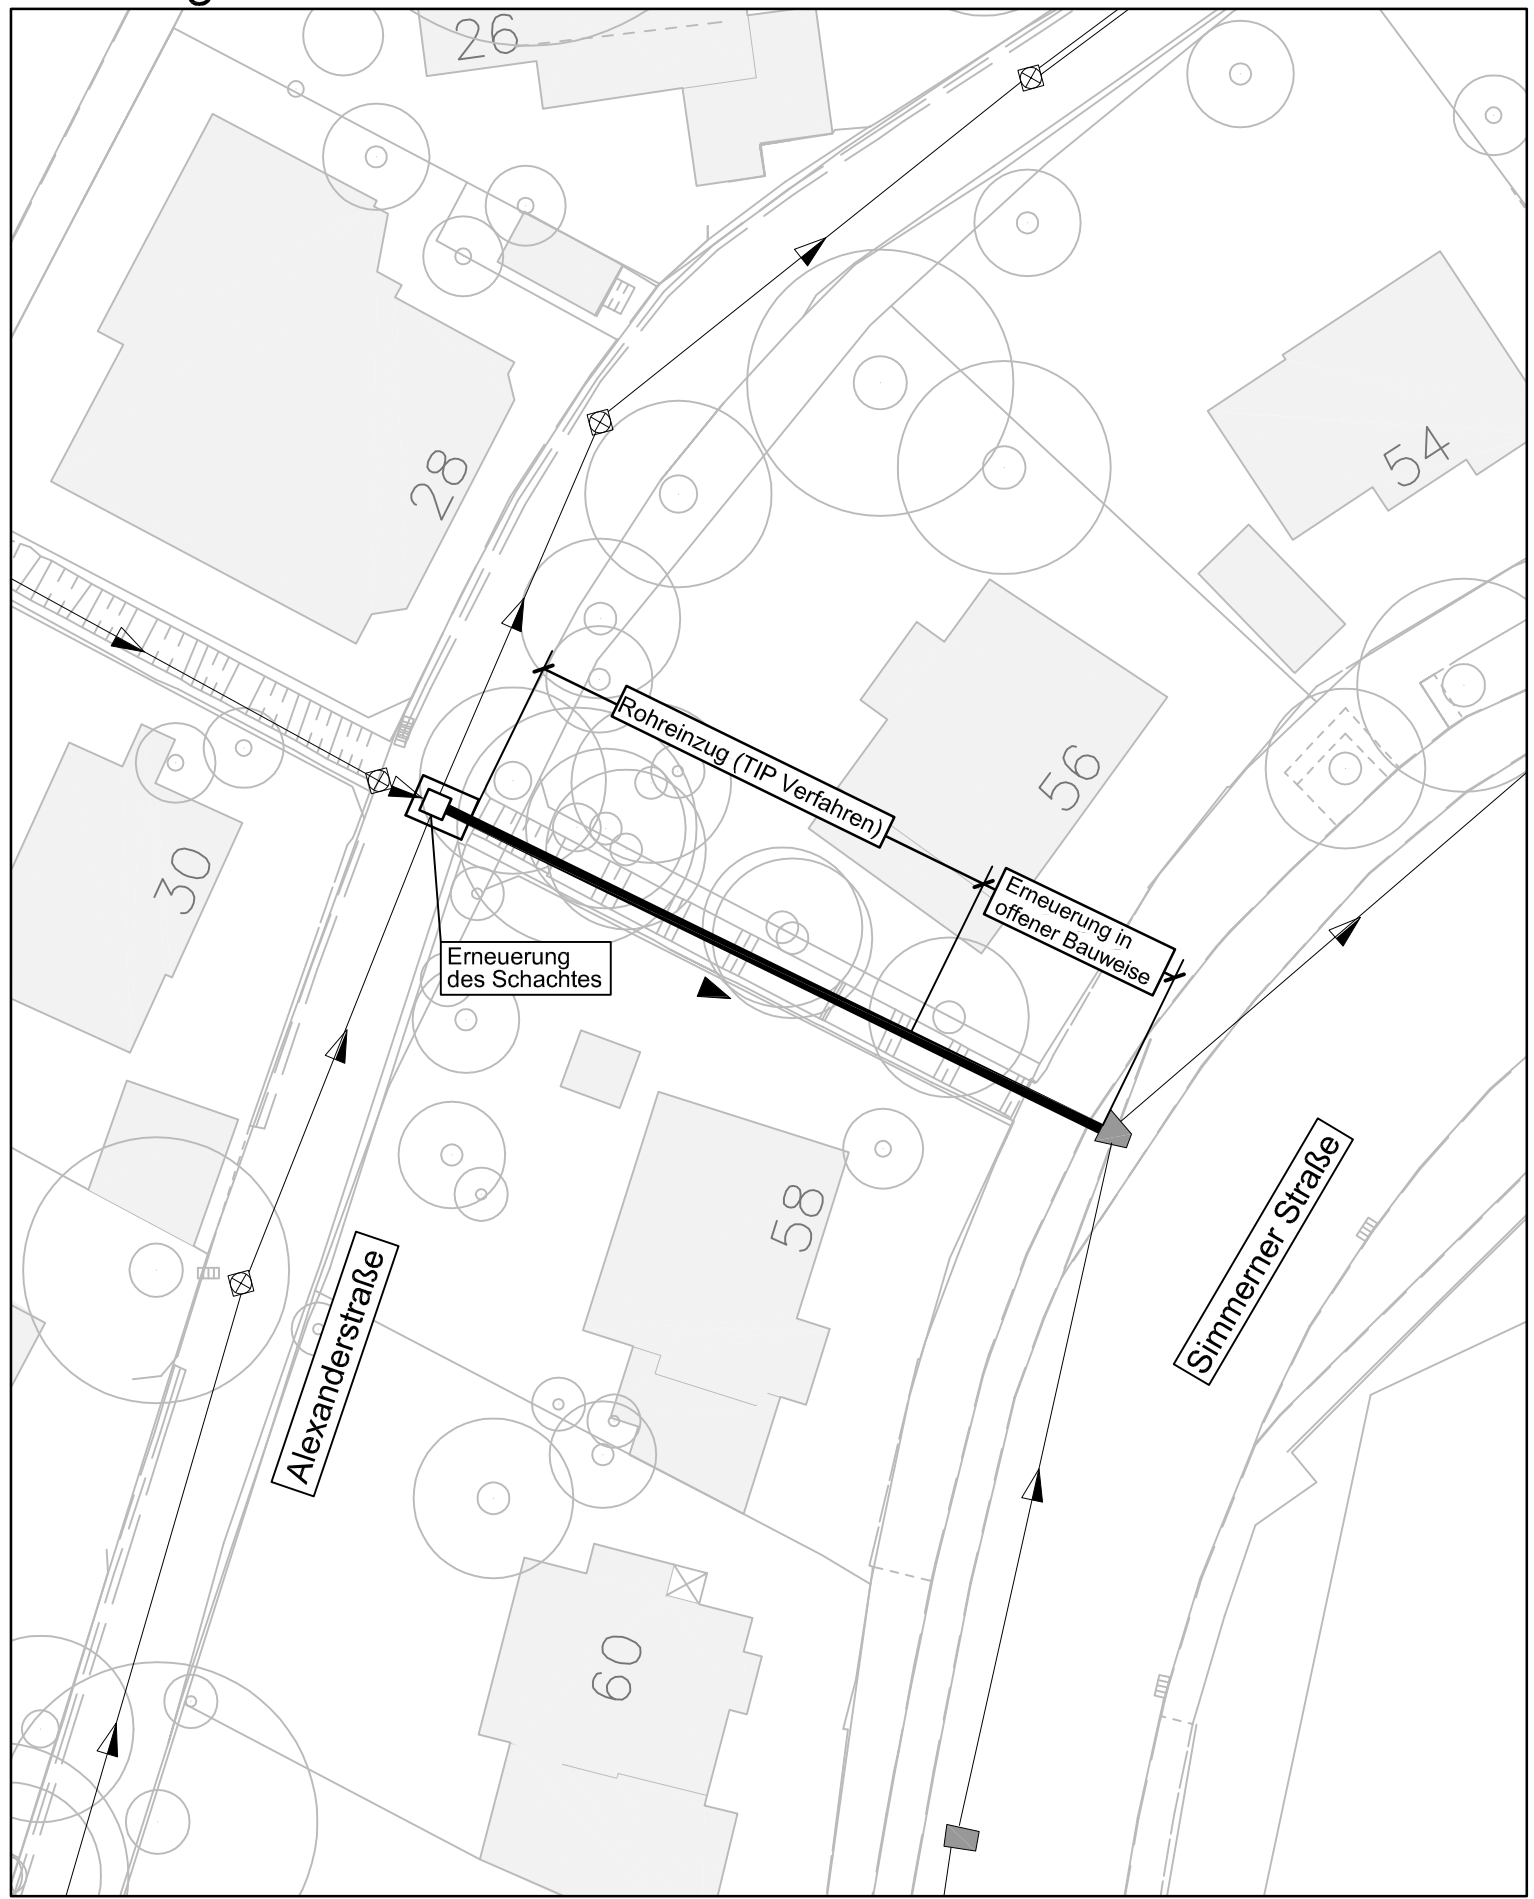 26
28
54
Rohreinzug (TIP Verfahren)
56
30
Erneuerung in
offener Bauweise
Erneuerung
des Schachtes
58
Simmerner Straße
Alexanderstraße
60